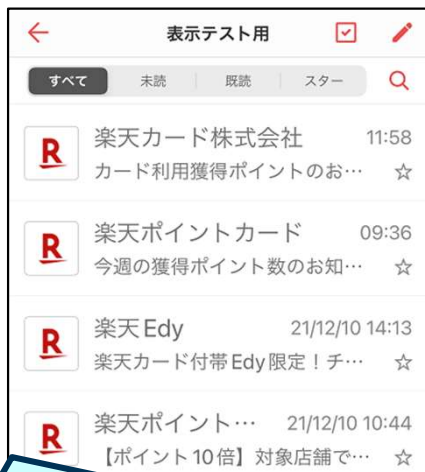 表示テスト用
すべて 未読 既読 スター
R 楽天カード株式会社 11:58
カード利用獲得ポイントのお…
R 楽天ポイントカード 09:36
今週の獲得ポイント数のお知…
R 楽天Edy 21/12/10 14:13
楽天カード付帯Edy限定！チ…
R 楽天ポイント… 21/12/10 10:44
【ポイント10倍】対象店舗で…